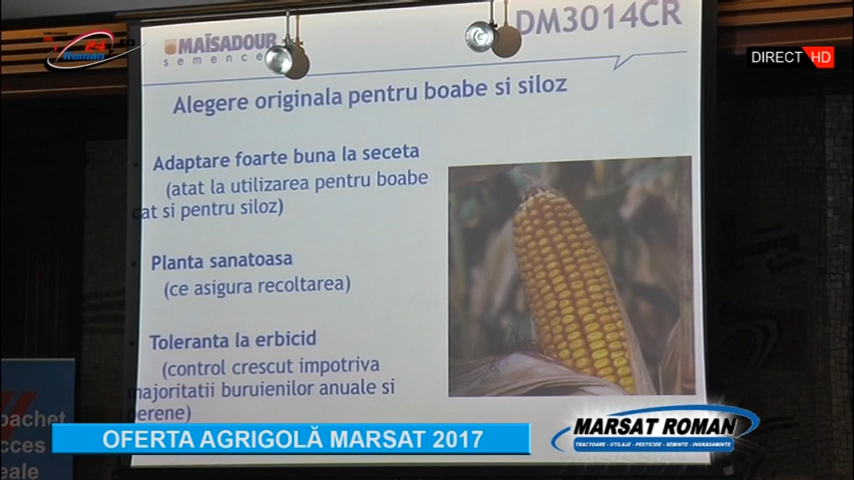 Roman
DIRECT HD
MAÏSADOUR
semence
DM3014CR
Alegere originala pentru boabe si siloz
Adaptare foarte buna la seceta
(atat la utilizarea pentru boabe
cat si pentru siloz)
Planta sanatoasa
(ce asigura recoltarea)
Toleranta la erbicid
(control crescut impotriva
majoritatii buruienilor anuale si
perene)
pachet
cces
eale
OFERTA AGRIGOLĂ MARSAT 2017
MARSAT ROMAN
TRACTOARE - UTILAJE - PESTICIDE - SEMINTE - INGRASAMINTE